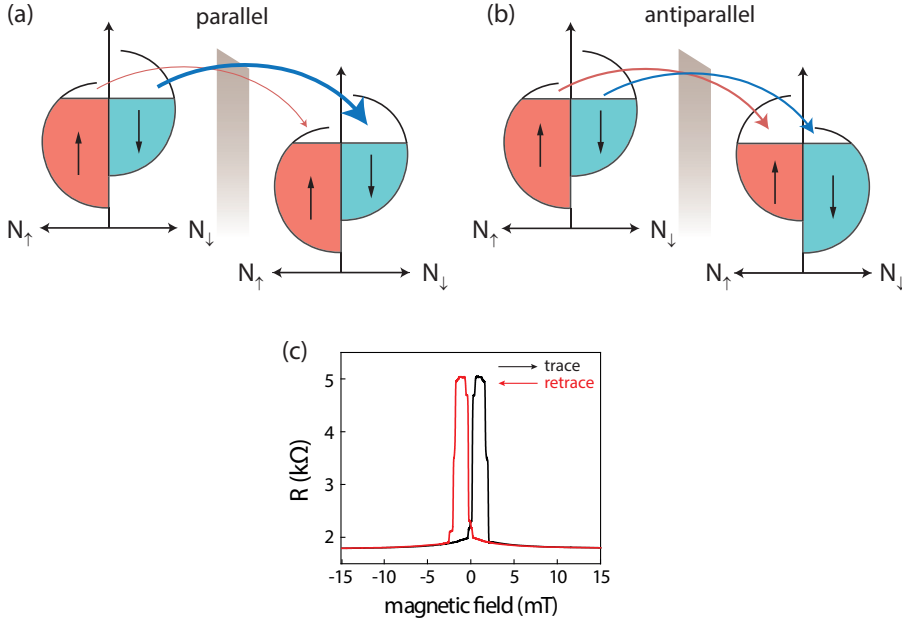 (a) parallel
(b) antiparallel
N↑ N↓
N↑ N↓
N↑ N↓
N↑ N↓
(c)
trace
retrace
5
4
3
2
R (kΩ)
-15 -10 -5 0 5 10 15
magnetic field (mT)